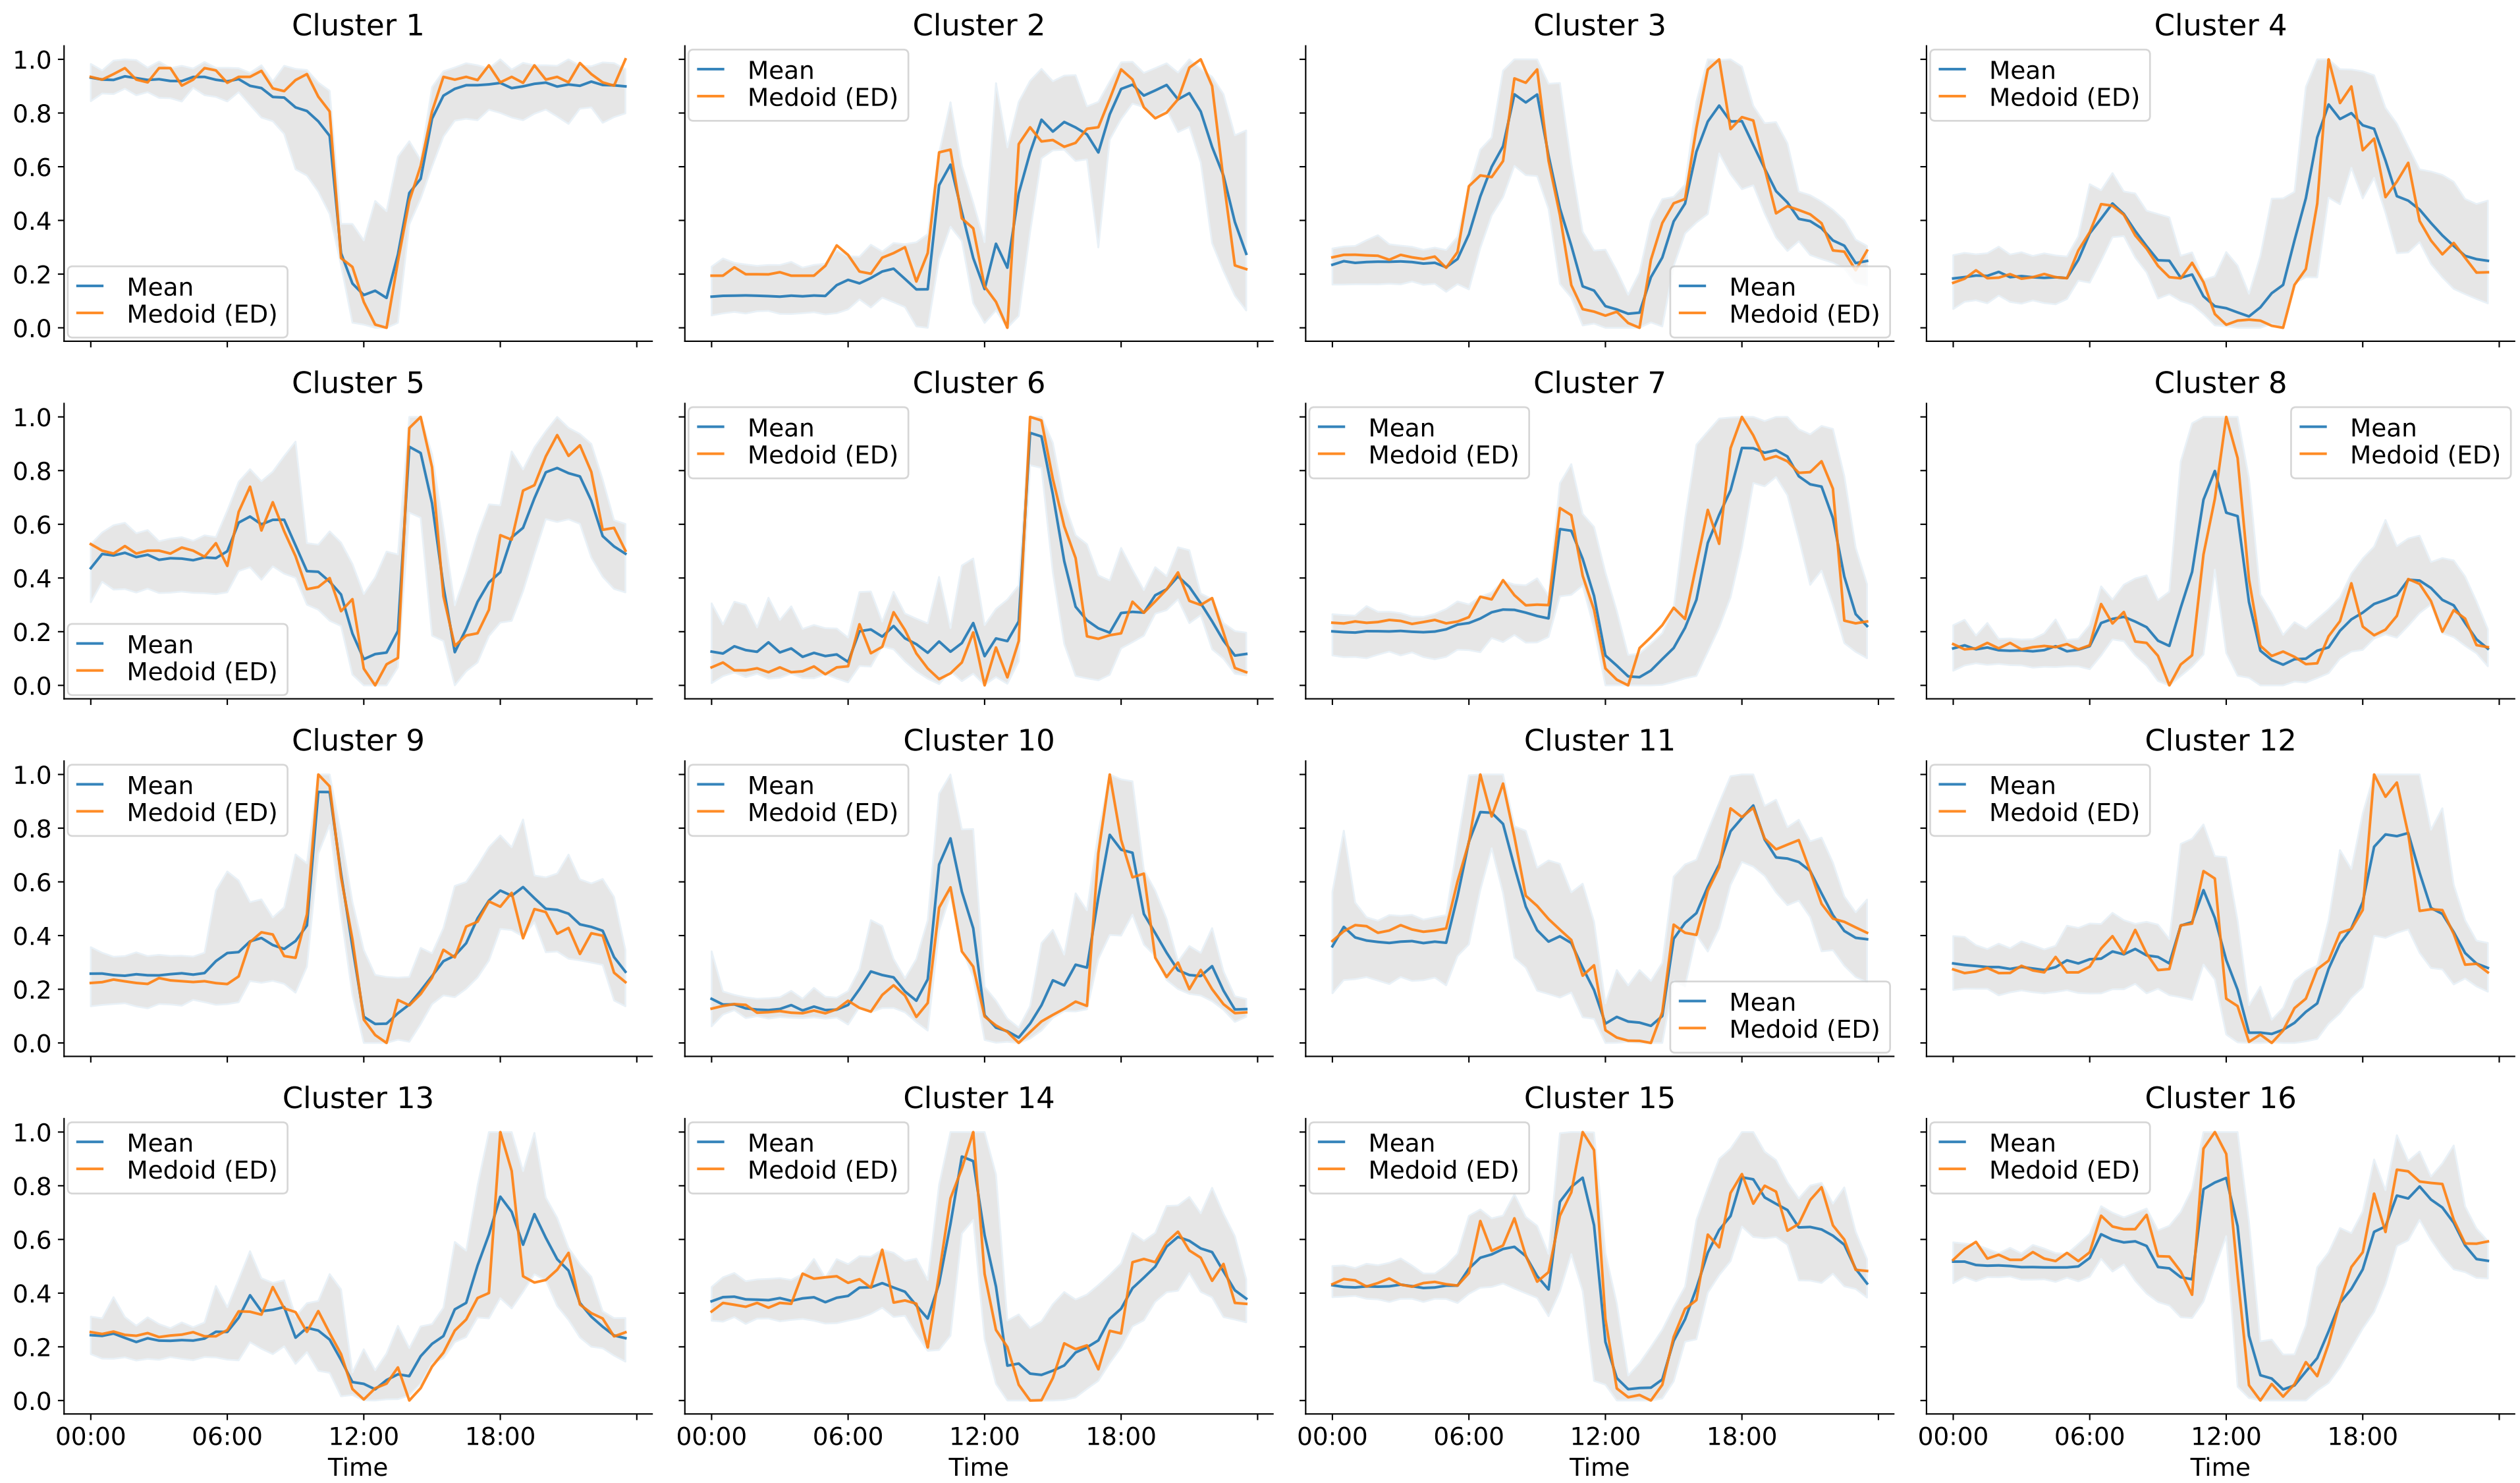 Cluster 1
Cluster 2
Cluster 3
Cluster 4
1.0
0.8
0.6
0.4
0.2
0.0
Mean
Medoid (ED)
Mean
Medoid (ED)
Mean
Medoid (ED)
Mean
Medoid (ED)
Cluster 5
Cluster 6
Cluster 7
Cluster 8
1.0
0.8
0.6
0.4
0.2
0.0
Mean
Medoid (ED)
Mean
Medoid (ED)
Mean
Medoid (ED)
Mean
Medoid (ED)
Cluster 9
Cluster 10
Cluster 11
Cluster 12
1.0
0.8
0.6
0.4
0.2
0.0
Mean
Medoid (ED)
Mean
Medoid (ED)
Mean
Medoid (ED)
Mean
Medoid (ED)
Cluster 13
Cluster 14
Cluster 15
Cluster 16
1.0
0.8
0.6
0.4
0.2
0.0
Mean
Medoid (ED)
Mean
Medoid (ED)
Mean
Medoid (ED)
Mean
Medoid (ED)
00:00 06:00 12:00 18:00
Time
00:00 06:00 12:00 18:00
Time
00:00 06:00 12:00 18:00
Time
00:00 06:00 12:00 18:00
Time